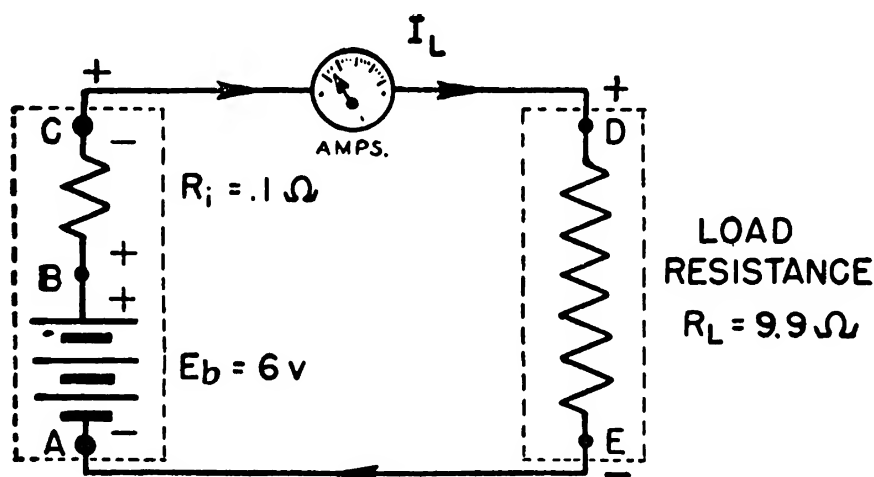 I_L
+
+
C
D
−
AMPS.
R_i = .1 Ω
LOAD
RESISTANCE
R_L = 9.9 Ω
+
B
+
E_b = 6 v
A
−
E
−